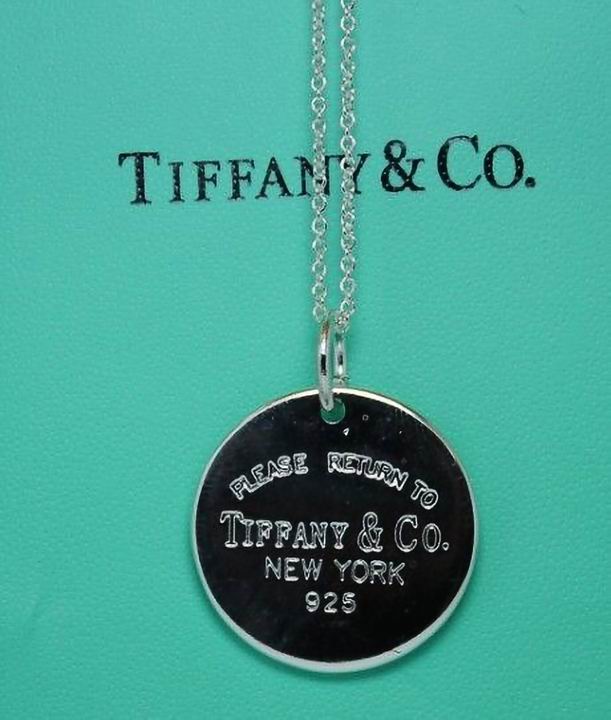 TIFFANY & CO.
PLEASE RETURN TO
TIFFANY & CO.
NEW YORK
925